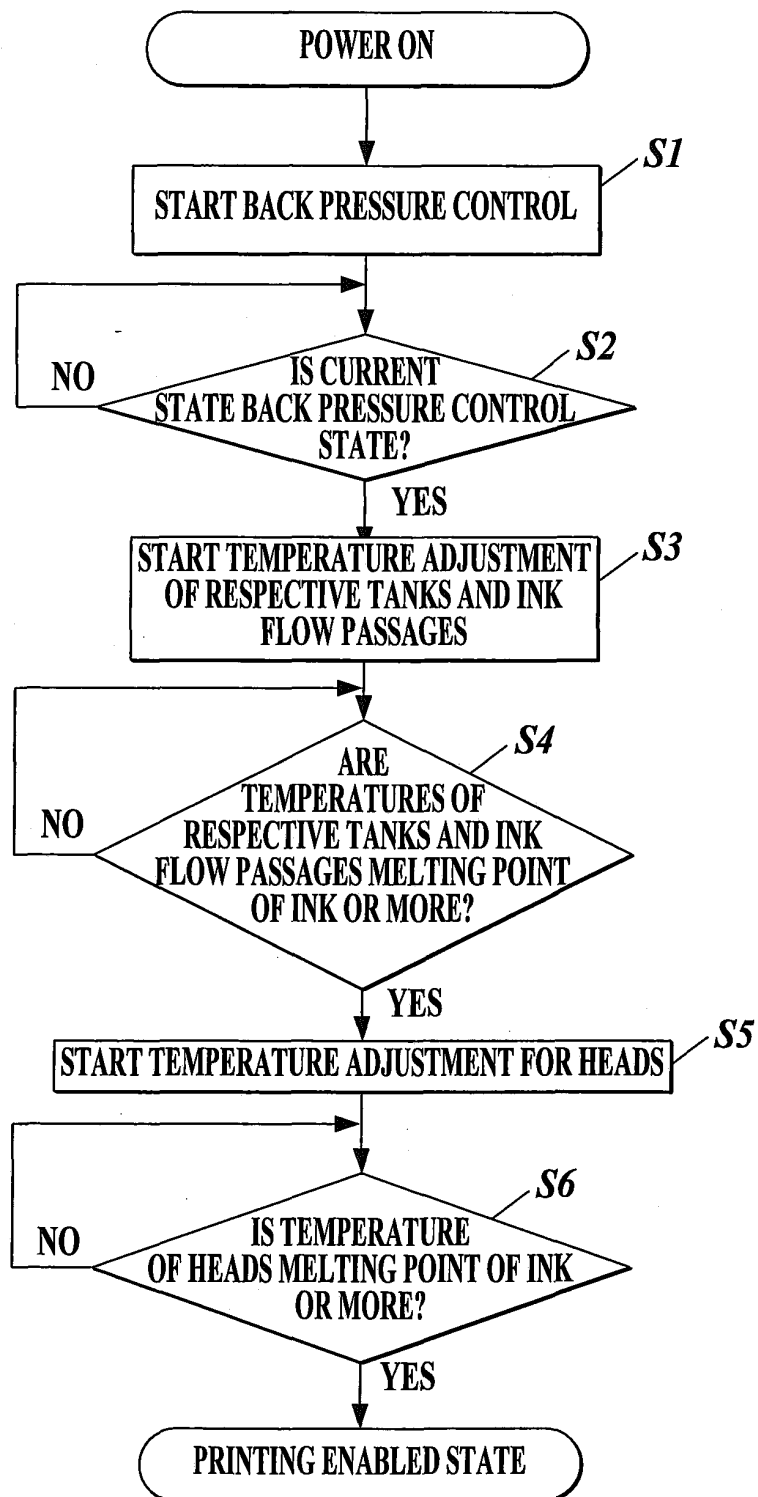 POWER ON
S1
START BACK PRESSURE CONTROL
S2
NO
IS CURRENT
STATE BACK PRESSURE CONTROL
STATE?
YES
S3
START TEMPERATURE ADJUSTMENT
OF RESPECTIVE TANKS AND INK
FLOW PASSAGES
S4
NO
ARE
TEMPERATURES OF
RESPECTIVE TANKS AND INK
FLOW PASSAGES MELTING POINT
OF INK OR MORE?
YES
S5
START TEMPERATURE ADJUSTMENT FOR HEADS
S6
NO
IS TEMPERATURE
OF HEADS MELTING POINT OF INK
OR MORE?
YES
PRINTING ENABLED STATE